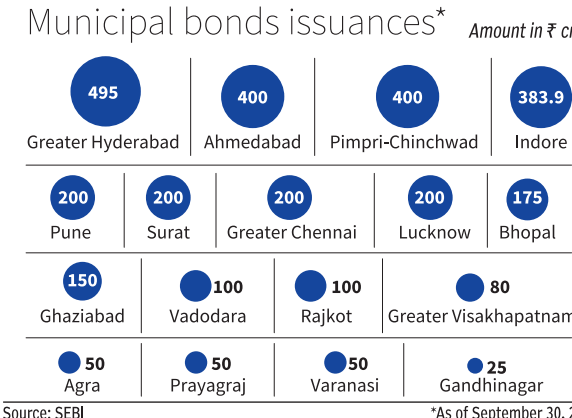 Municipal bonds issuances*
Amount in ₹ cr
495 400 400 383.9
Greater Hyderabad Ahmedabad Pimpri-Chinchwad Indore
200 200 200 200 175
Pune Surat Greater Chennai Lucknow Bhopal
150 100 100 80
Ghaziabad Vadodara Rajkot Greater Visakhapatnam
50 50 50 25
Agra Prayagraj Varanasi Gandhinagar
Source: SEBI *As of September 30,